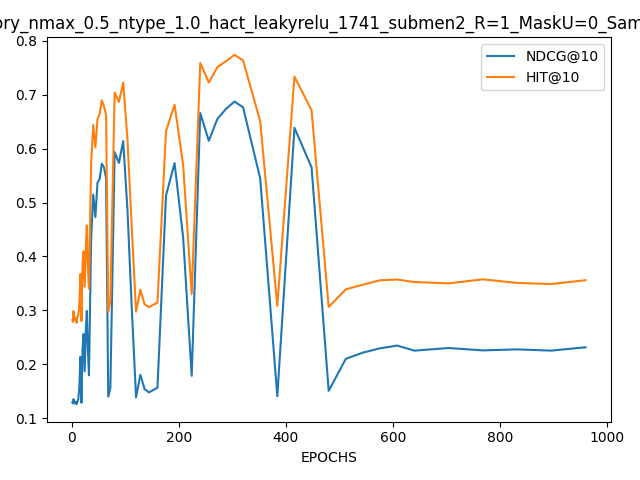 ory_nmax_0.5_ntype_1.0_hact_leakyrelu_1741_submen2_R=1_MaskU=0_Sam
NDCG@10
HIT@10
0.8
0.7
0.6
0.5
0.4
0.3
0.2
0.1
0 200 400 600 800 1000
EPOCHS